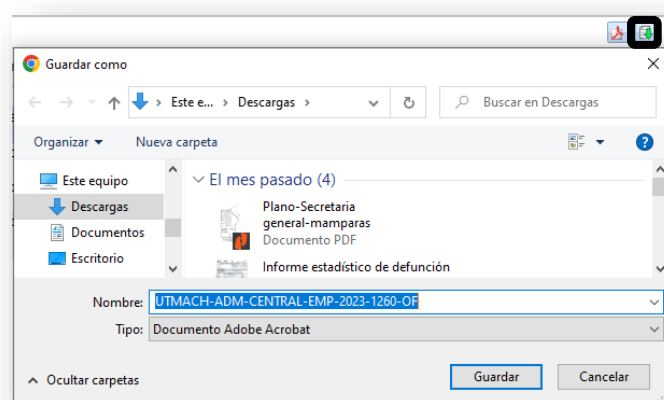 Guardar como
Este e... > Descargas >
Buscar en Descargas
Organizar
Nueva carpeta
Este equipo
Descargas
Documentos
Escritorio
El mes pasado (4)
Plano-Secretaria
general-mamparas
Documento PDF
Informe estadístico de defunción
Nombre: UTMACH-ADM-CENTRAL-EMP-2023-1260-OF
Tipo: Documento Adobe Acrobat
Ocultar carpetas
Guardar
Cancelar